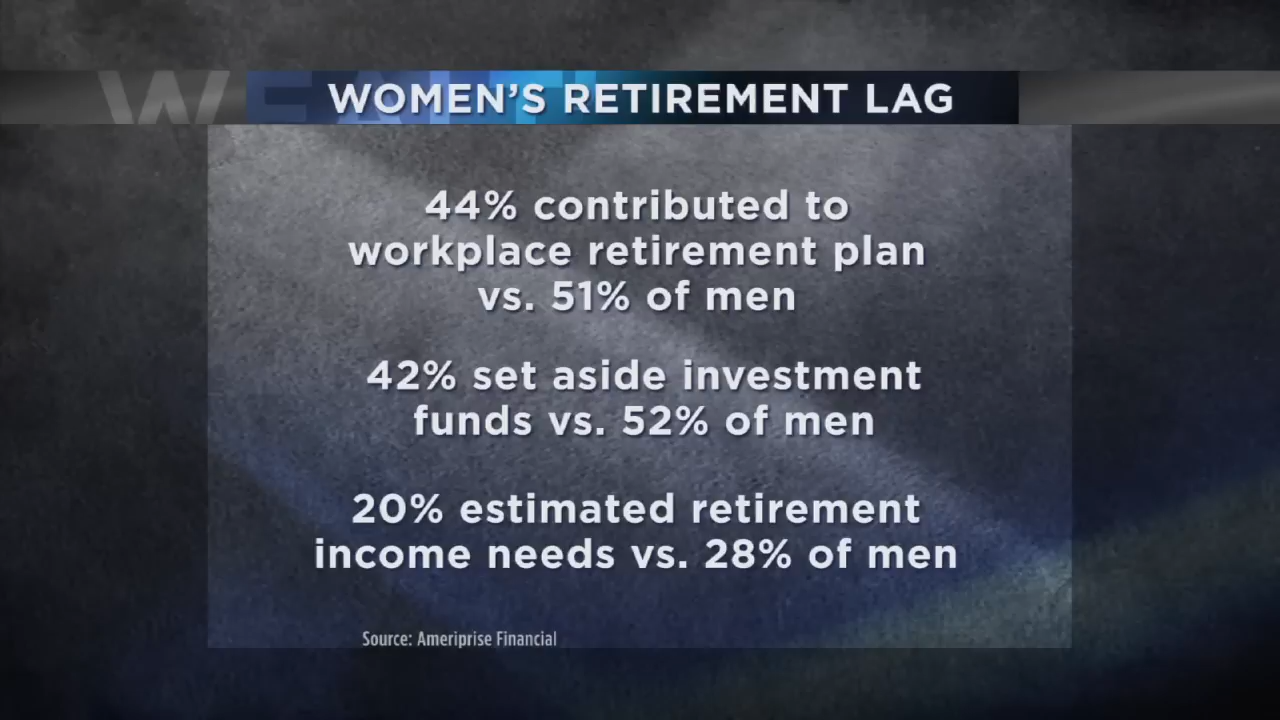 WOMEN'S RETIREMENT LAG
44% contributed to
workplace retirement plan
vs. 51% of men
42% set aside investment
funds vs. 52% of men
20% estimated retirement
income needs vs. 28% of men
Source: Ameriprise Financial